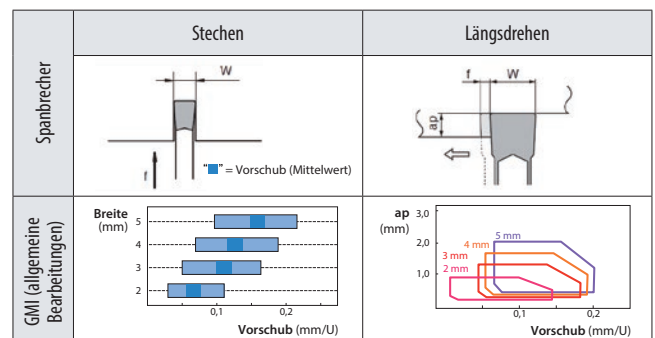 Spanbrecher
Stechen
Längsdrehen
W
f
"■" = Vorschub (Mittelwert)
f
W
ap
GMI (allgemeine
Bearbeitungen)
Breite
(mm)
5
4
3
2
0,1
0,2
Vorschub (mm/U)
ap
(mm)
3,0
2,0
1,0
5 mm
4 mm
3 mm
2 mm
0,1
0,2
Vorschub (mm/U)